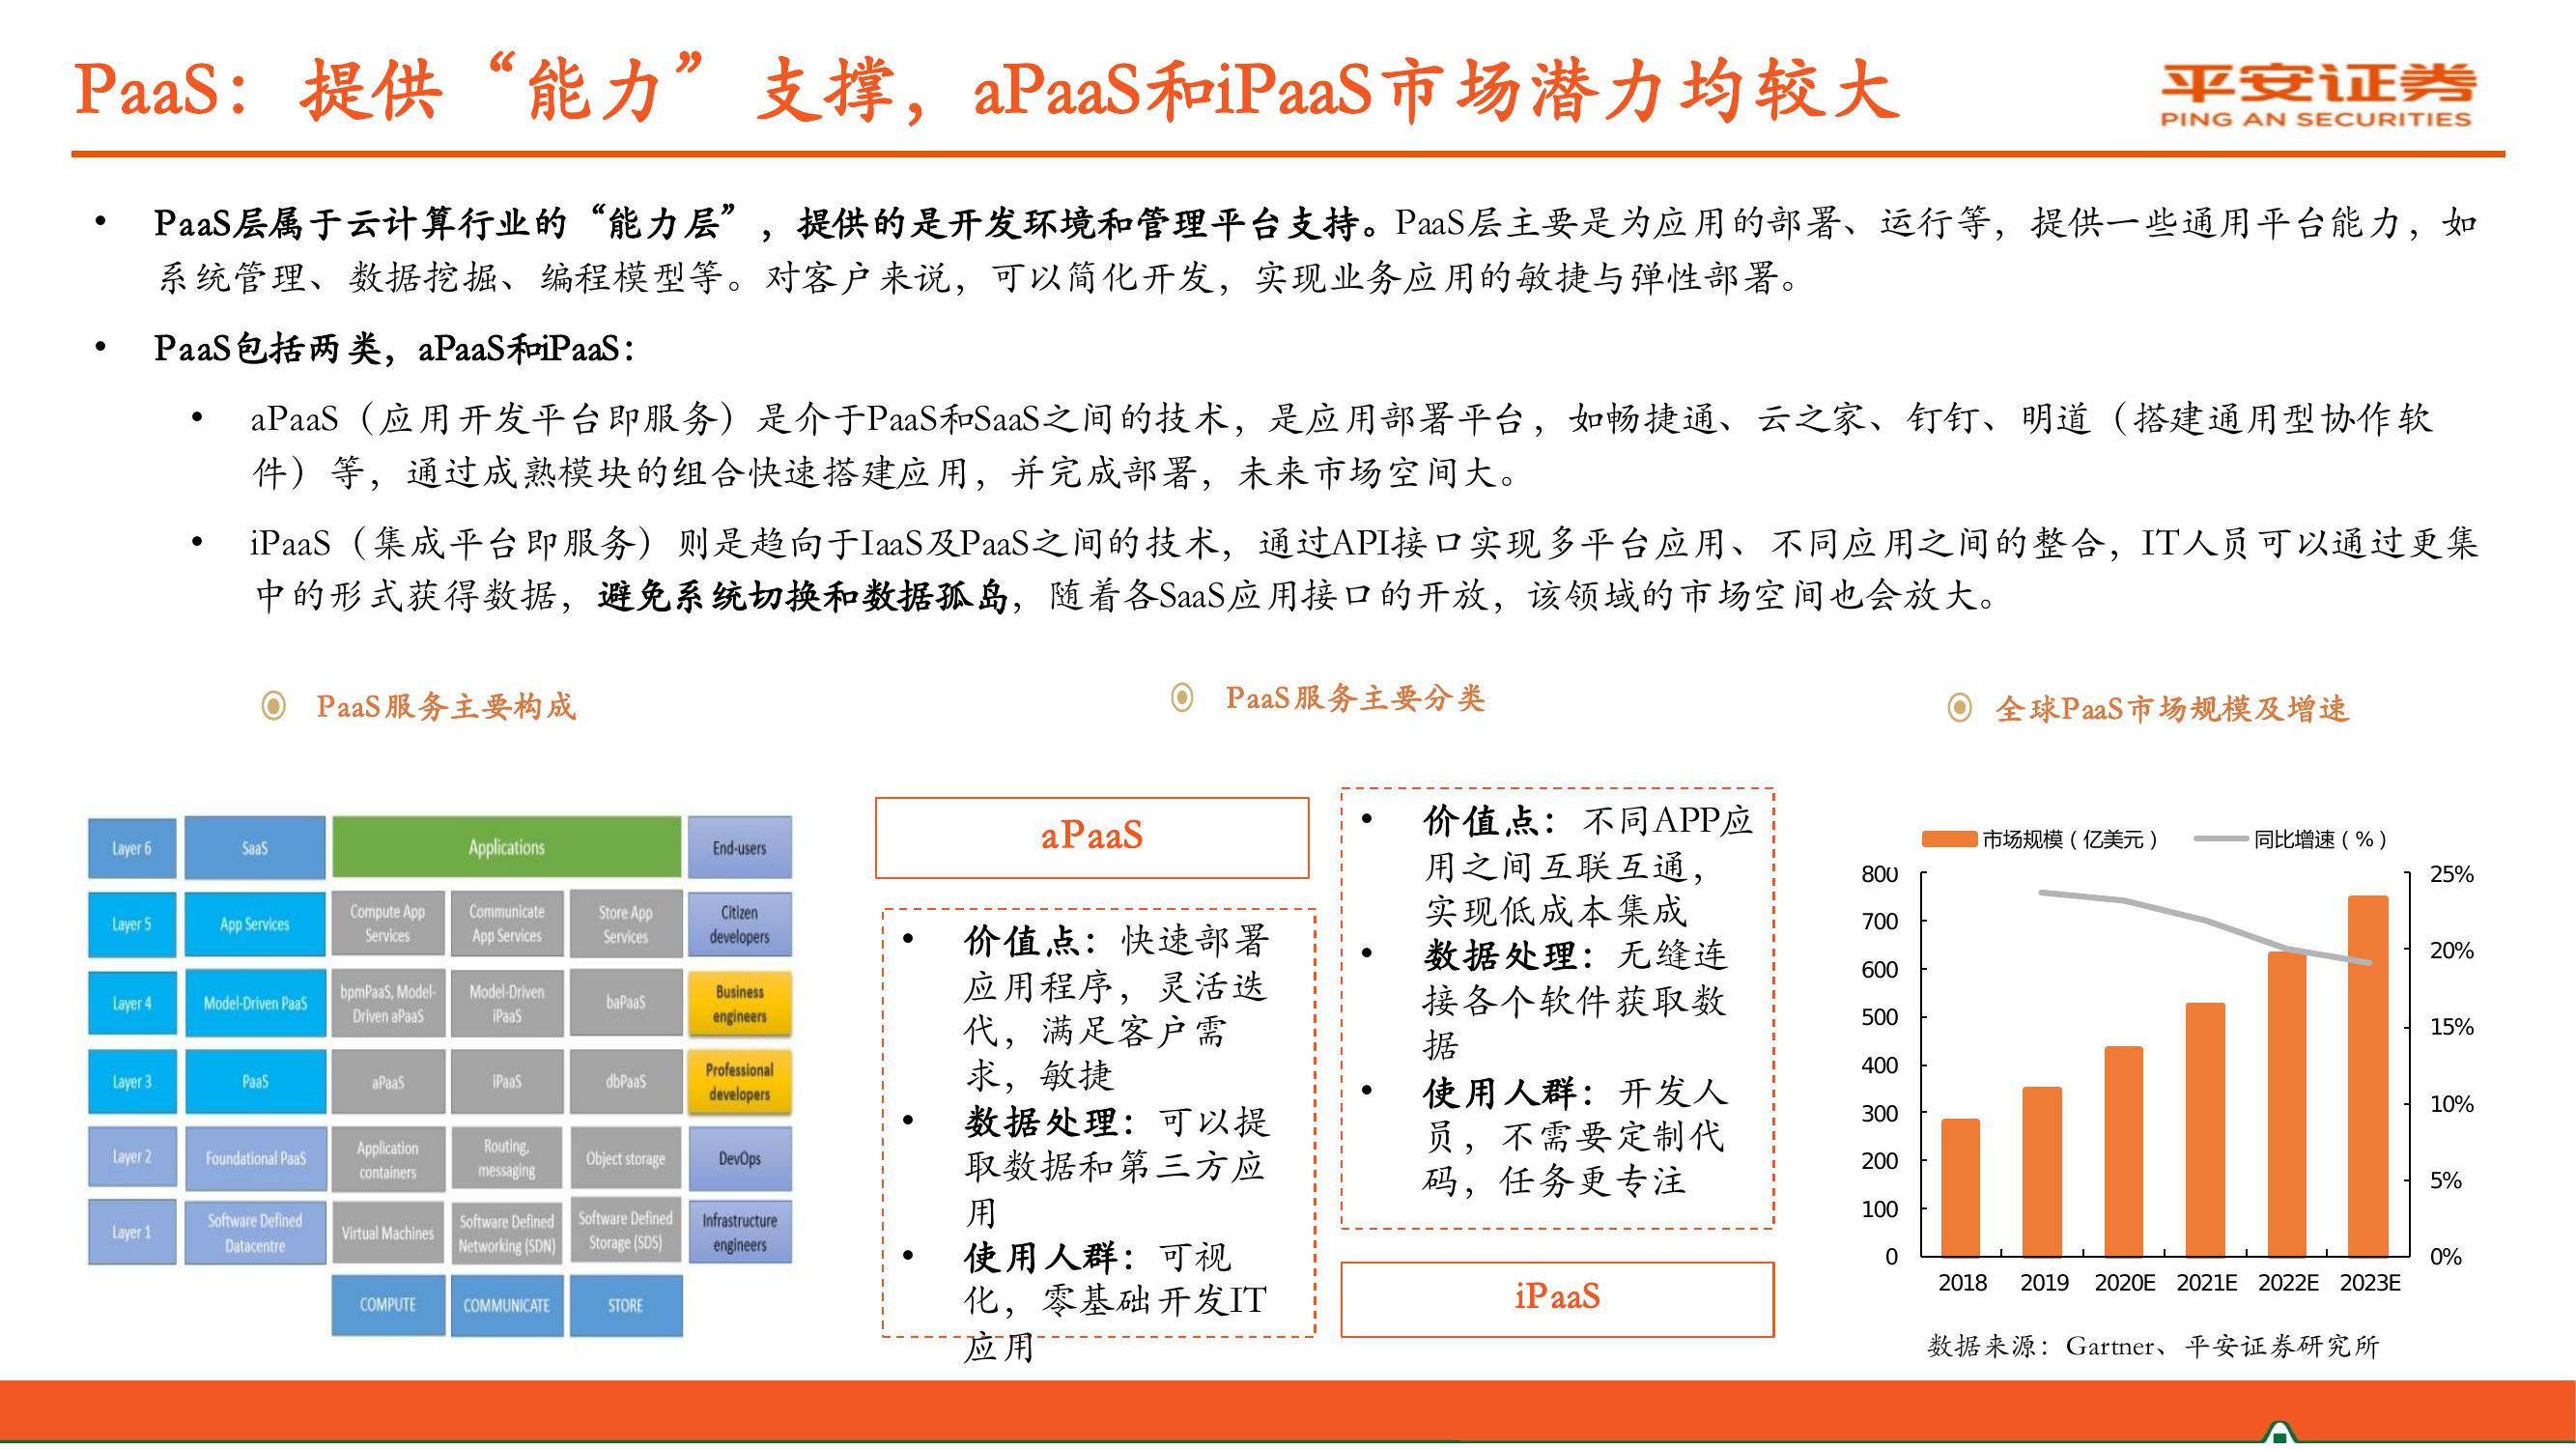 PaaS：提供“能力”支撑，aPaaS和iPaaS市场潜力均较大
平安证券
PING AN SECURITIES
• PaaS层属于云计算行业的“能力层”，提供的是开发环境和管理平台支持。PaaS层主要是为应用的部署、运行等，提供一些通用平台能力，如
系统管理、数据挖掘、编程模型等。对客户来说，可以简化开发，实现业务应用的敏捷与弹性部署。
• PaaS包括两类，aPaaS和iPaaS：
• aPaaS（应用开发平台即服务）是介于PaaS和SaaS之间的技术，是应用部署平台，如畅捷通、云之家、钉钉、明道（搭建通用型协作软
件）等，通过成熟模块的组合快速搭建应用，并完成部署，未来市场空间大。
• iPaaS（集成平台即服务）则是趋向于IaaS及PaaS之间的技术，通过API接口实现多平台应用、不同应用之间的整合，IT人员可以通过更集
中的形式获得数据，避免系统切换和数据孤岛，随着各SaaS应用接口的开放，该领域的市场空间也会放大。
PaaS服务主要构成
Layer 6 SaaS Applications End-users
Layer 5 App Services Compute App Services Communicate App Services Store App Services Citizen developers
Layer 4 Model-Driven PaaS bpmPaaS, Model-Driven aPaaS Model-Driven iPaaS baPaaS Business engineers
Layer 3 PaaS aPaaS iPaaS dbPaaS Professional developers
Layer 2 Foundational PaaS Application containers Routing, messaging Object storage DevOps
Layer 1 Software Defined Datacentre Virtual Machines Software Defined Networking (SDN) Software Defined Storage (SDS) Infrastructure engineers
COMPUTE COMMUNICATE STORE
PaaS服务主要分类
aPaaS
• 价值点：快速部署
应用程序，灵活迭
代，满足客户需
求，敏捷
• 数据处理：可以提
取数据和第三方应
用
• 使用人群：可视
化，零基础开发IT
应用
• 价值点：不同APP应
用之间互联互通，
实现低成本集成
• 数据处理：无缝连
接各个软件获取数
据
• 使用人群：开发人
员，不需要定制代
码，任务更专注
iPaaS
全球PaaS市场规模及增速
市场规模（亿美元） 同比增速（%）
800 25%
700
600 20%
500 15%
400
300 10%
200 5%
100
0 0%
2018 2019 2020E 2021E 2022E 2023E
数据来源：Gartner、平安证券研究所